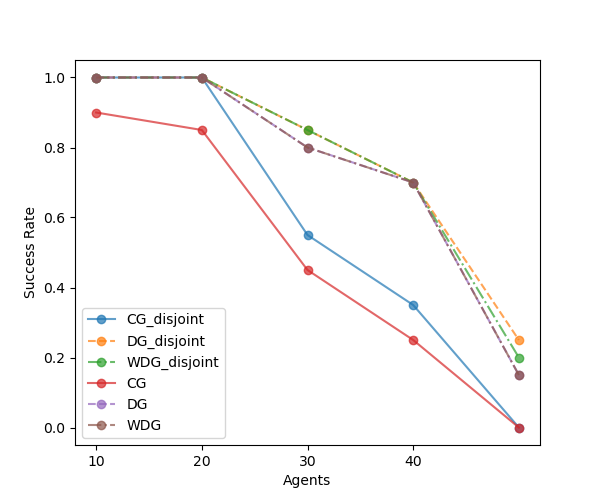 1.0
0.8
0.6
0.4
0.2
0.0
Success Rate
CG_disjoint
DG_disjoint
WDG_disjoint
CG
DG
WDG
10 20 30 40
Agents